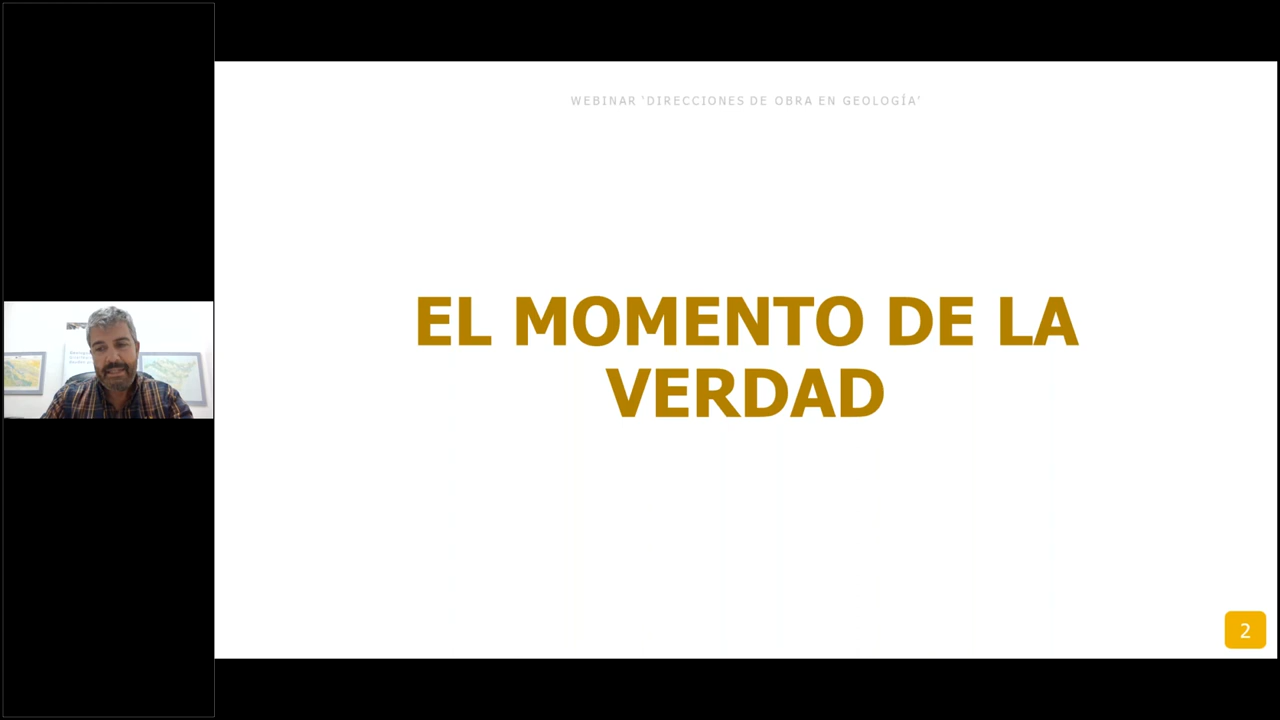 WEBINAR 'DIRECCIONES DE OBRA EN GEOLOGÍA'
EL MOMENTO DE LA
VERDAD
2